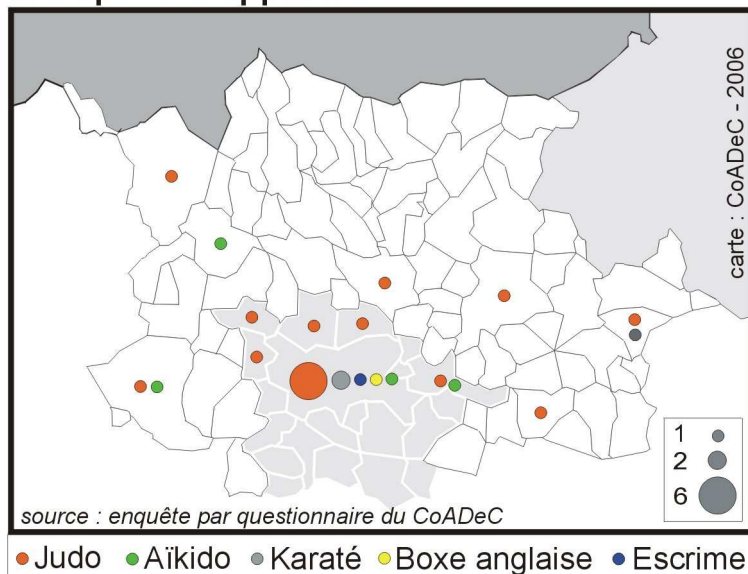 carte : CoADeC - 2006
1
2
6
source : enquête par questionnaire du CoADeC
Judo Aïkido Karaté Boxe anglaise Escrime